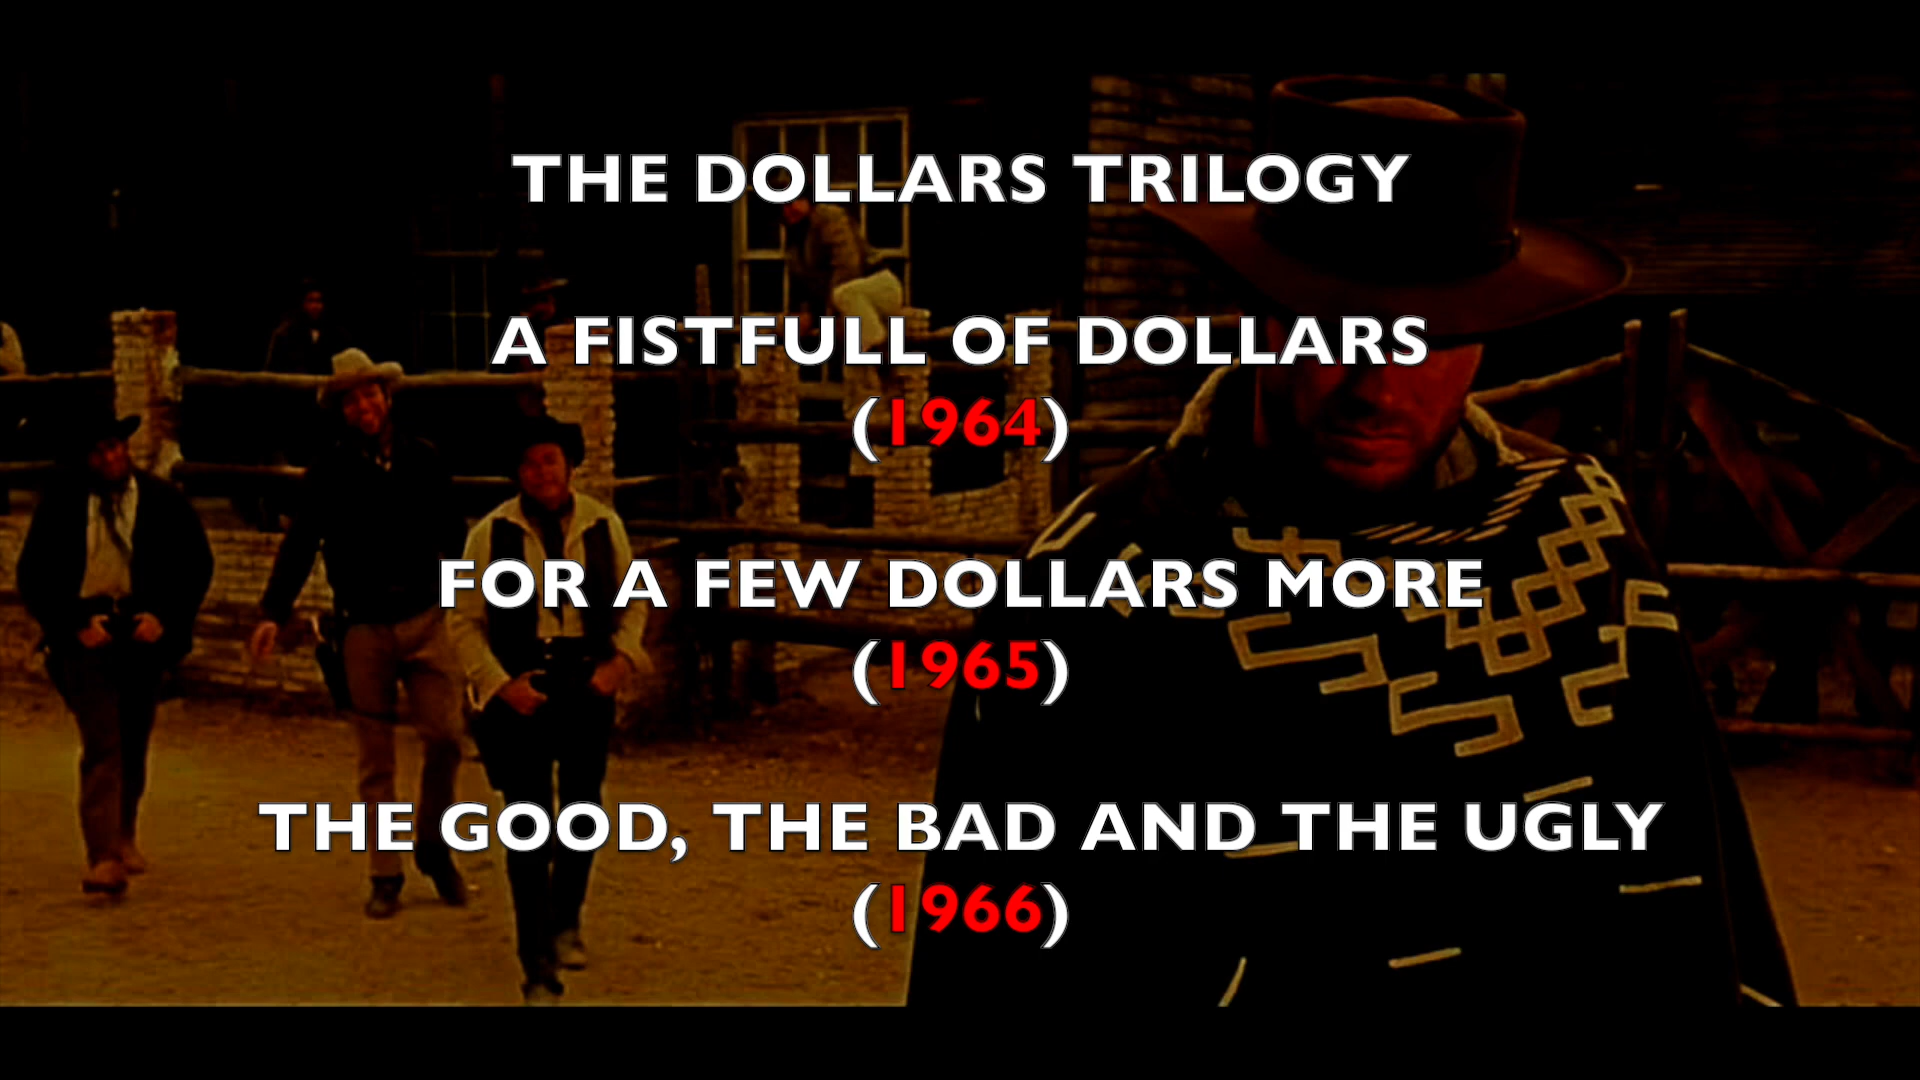 THE DOLLARS TRILOGY
A FISTFULL OF DOLLARS
(1964)
FOR A FEW DOLLARS MORE
(1965)
THE GOOD, THE BAD AND THE UGLY
(1966)